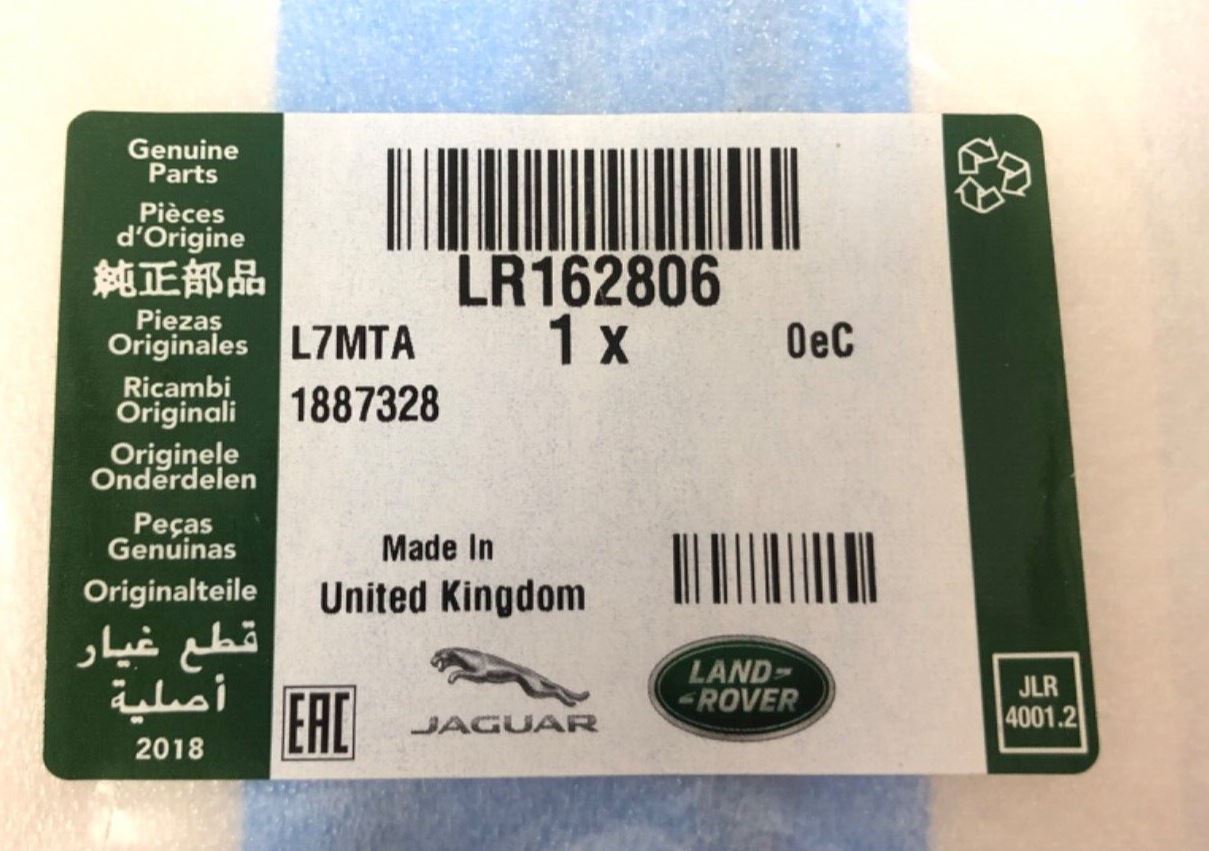 Genuine
Parts
Pièces
d'Origine
純正部品
Piezas
Originales
Ricambi
Originali
Originele
Onderdelen
Peças
Genuinas
Originalteile
قطع غيار
أصلية
2018
LR162806
L7MTA 1 x 0eC
1887328
Made In
United Kingdom
EAC
JAGUAR
LAND-
-ROVER
JLR
4001.2